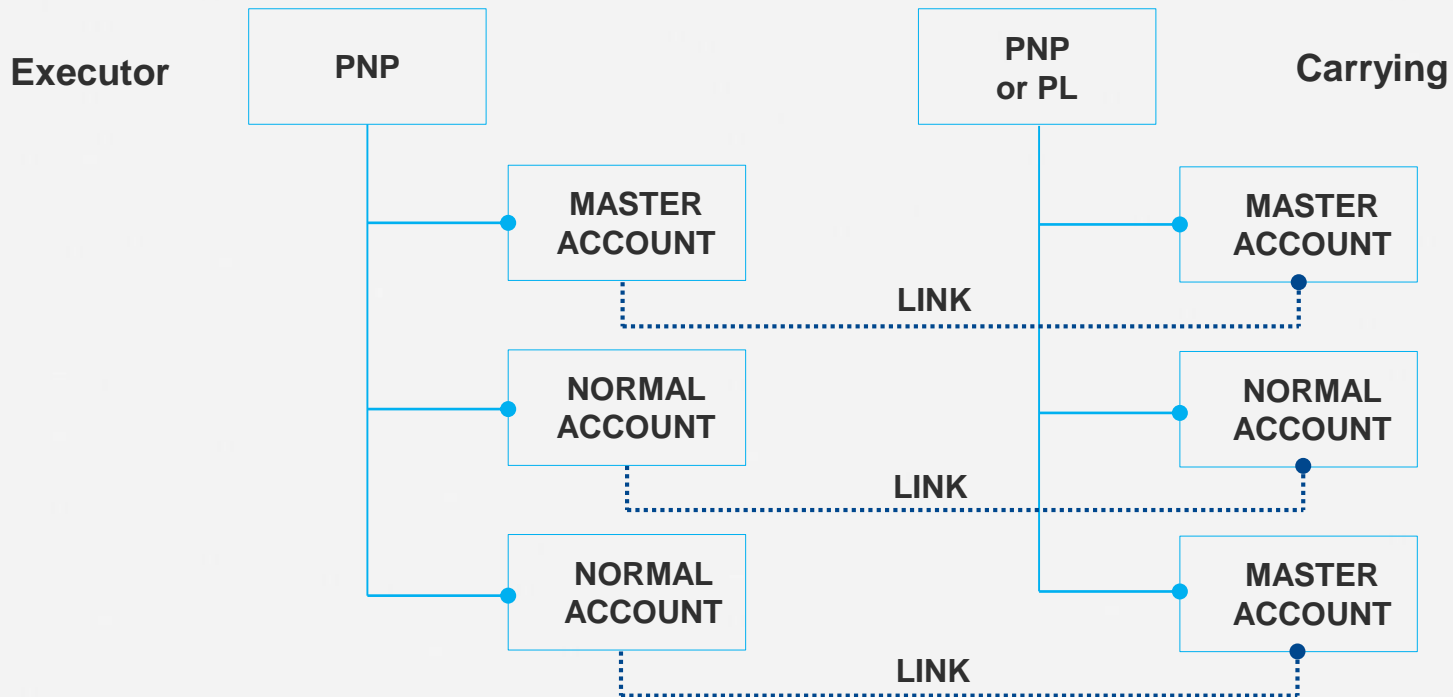 Executor
PNP
PNP
or PL
Carrying
MASTER
ACCOUNT
MASTER
ACCOUNT
LINK
NORMAL
ACCOUNT
NORMAL
ACCOUNT
LINK
NORMAL
ACCOUNT
MASTER
ACCOUNT
LINK